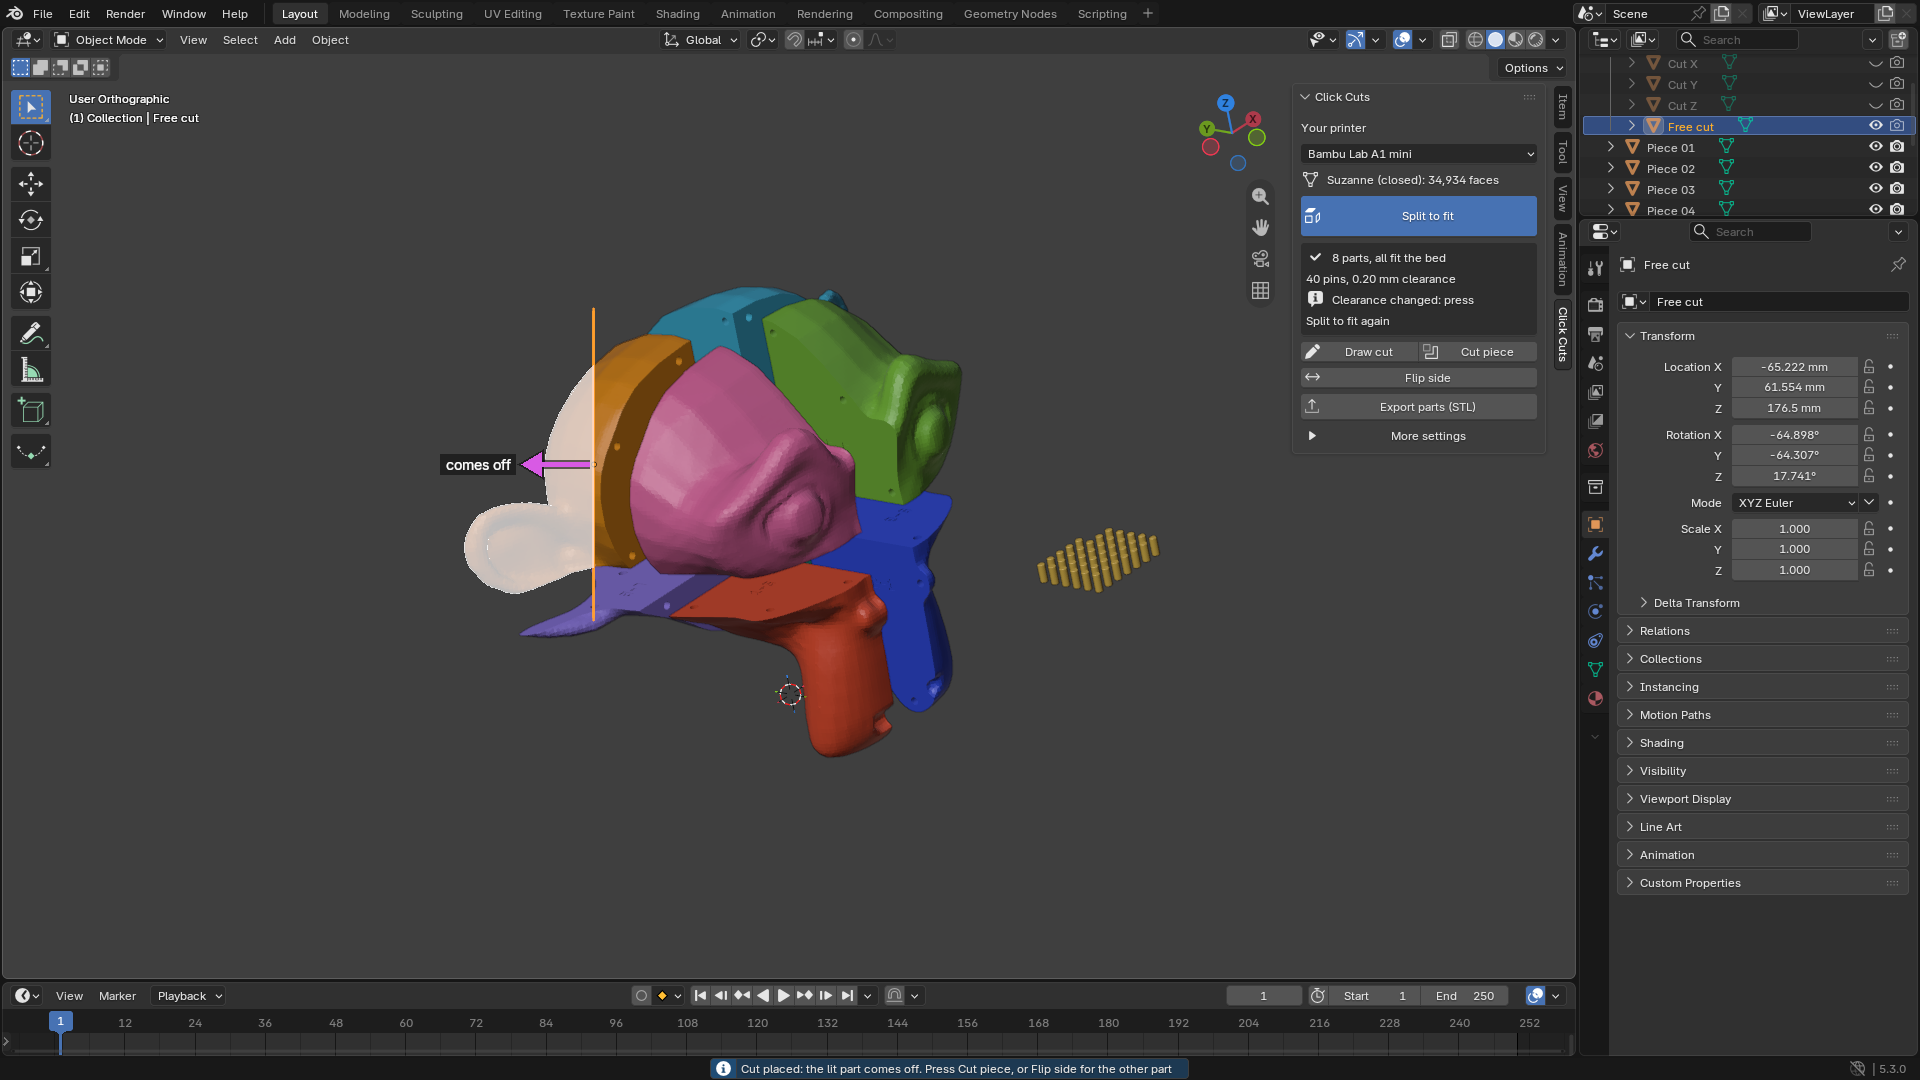 File Edit Render Window Help Layout Modeling Sculpting UV Editing Texture Paint Shading Animation Rendering Compositing Geometry Nodes Scripting + Scene ViewLayer
Object Mode View Select Add Object Global Search
Options
User Orthographic
(1) Collection | Free cut
Z
Y X
Click Cuts
Your printer
Bambu Lab A1 mini
Suzanne (closed): 34,934 faces
Split to fit
8 parts, all fit the bed
40 pins, 0.20 mm clearance
Clearance changed: press
Split to fit again
Draw cut Cut piece
Flip side
Export parts (STL)
More settings
Item
Tool
View
Animation
Click Cuts
comes off
Cut X
Cut Y
Cut Z
Free cut
Piece 01
Piece 02
Piece 03
Piece 04
Search
Free cut
Free cut
Transform
Location X -65.222 mm
Y 61.554 mm
Z 176.5 mm
Rotation X -64.898°
Y -64.307°
Z 17.741°
Mode XYZ Euler
Scale X 1.000
Y 1.000
Z 1.000
Delta Transform
Relations
Collections
Instancing
Motion Paths
Shading
Visibility
Viewport Display
Line Art
Animation
Custom Properties
View Marker Playback 1 Start 1 End 250
1 12 24 36 48 60 72 84 96 108 120 132 144 156 168 180 192 204 216 228 240 252
Cut placed: the lit part comes off. Press Cut piece, or Flip side for the other part
5.3.0